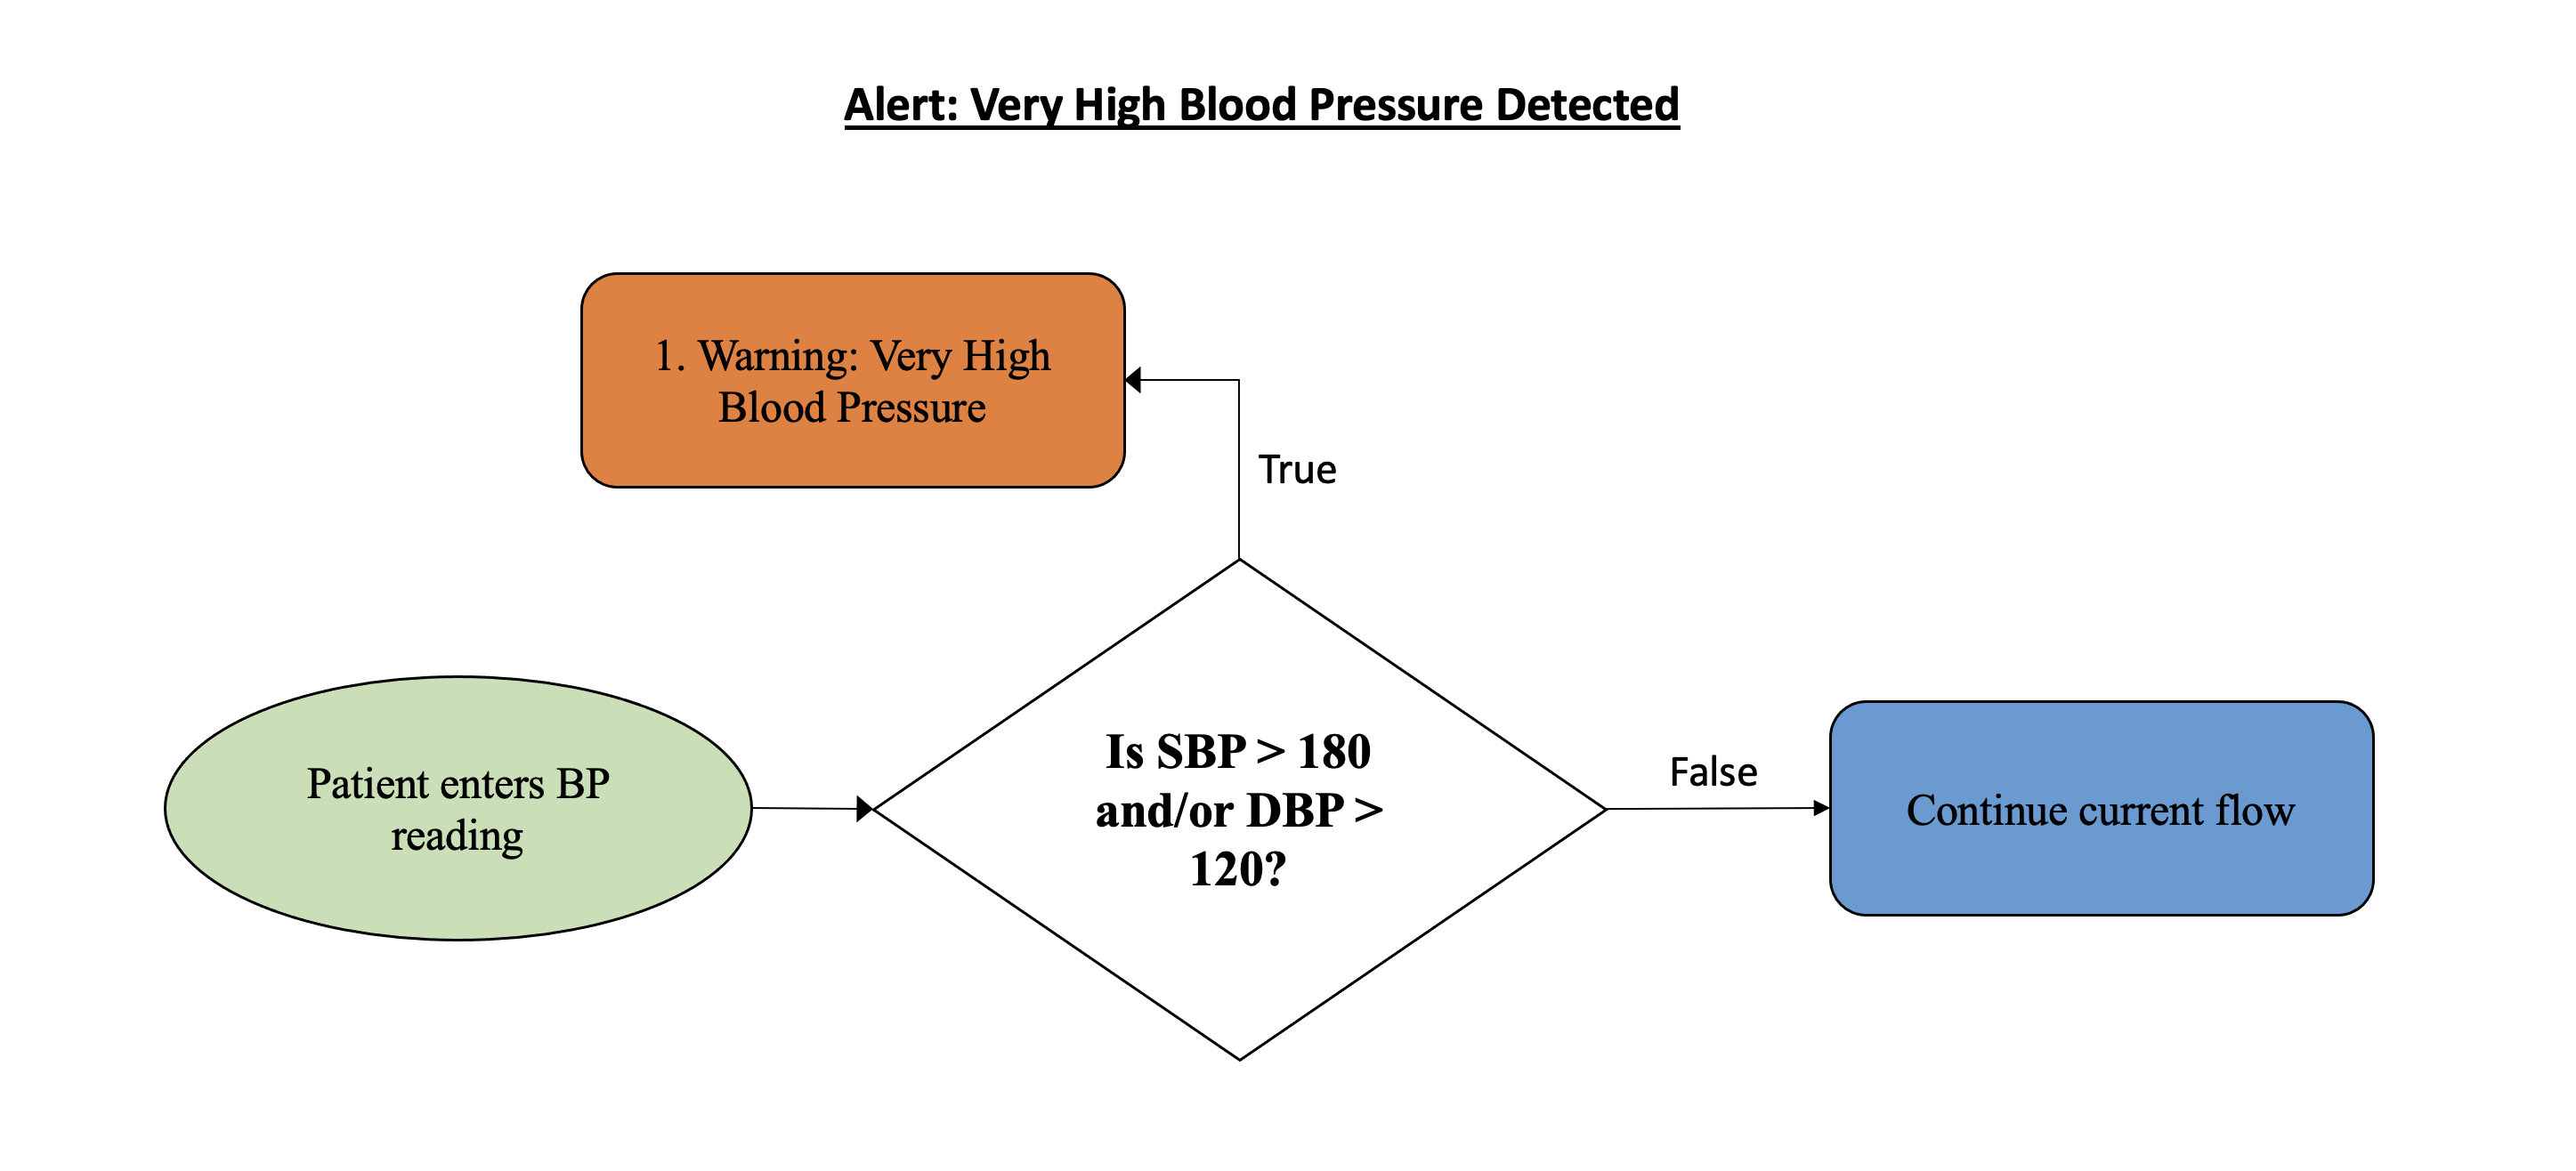 Alert: Very High Blood Pressure Detected
1. Warning: Very High
Blood Pressure
True
Patient enters BP
reading
Is SBP > 180
and/or DBP >
120?
False
Continue current flow